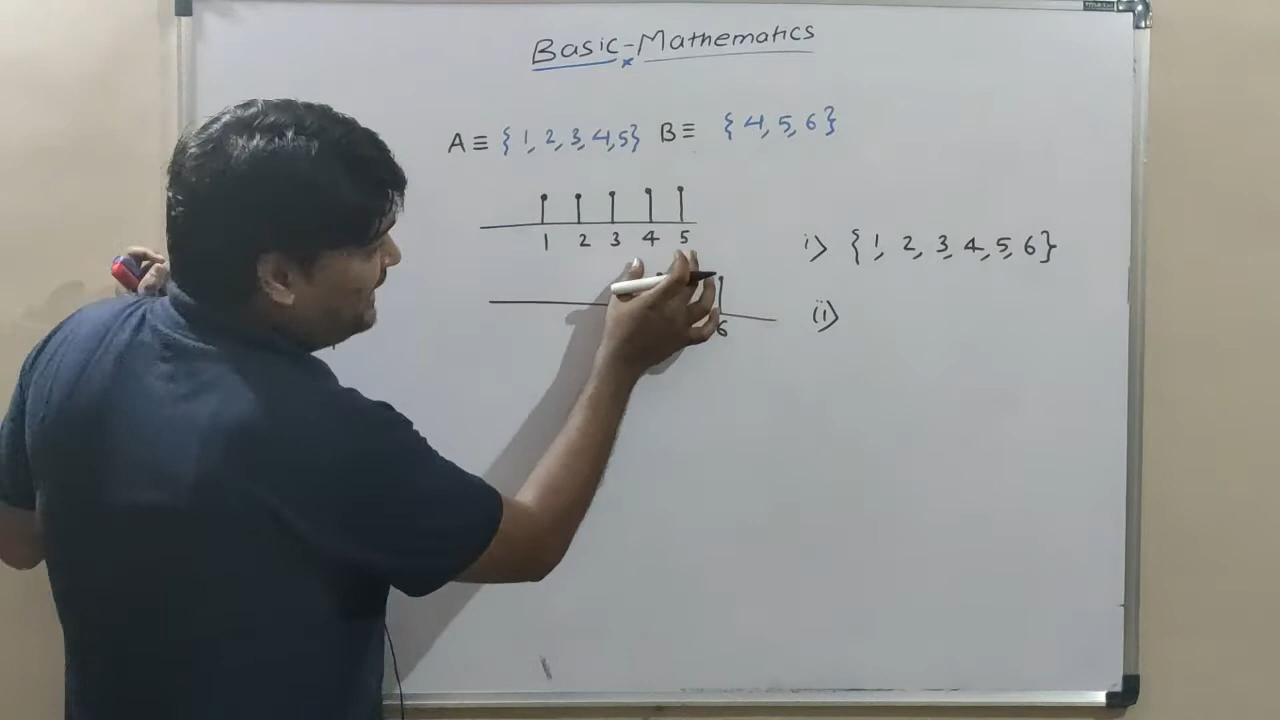 Basic-Mathematics
A ≡ {1, 2, 3, 4, 5} B ≡ {4, 5, 6}
1 2 3 4 5
i) {1, 2, 3, 4, 5, 6}
6
(ii)